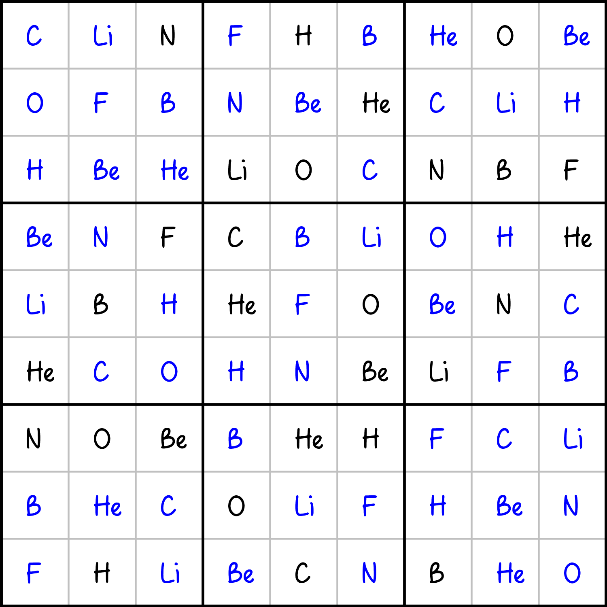 C Li N F H B He O Be
O F B N Be He C Li H
H Be He Li O C N B F
Be N F C B Li O H He
Li B H He F O Be N C
He C O H N Be Li F B
N O Be B He H F C Li
B He C O Li F H Be N
F H Li Be C N B He O